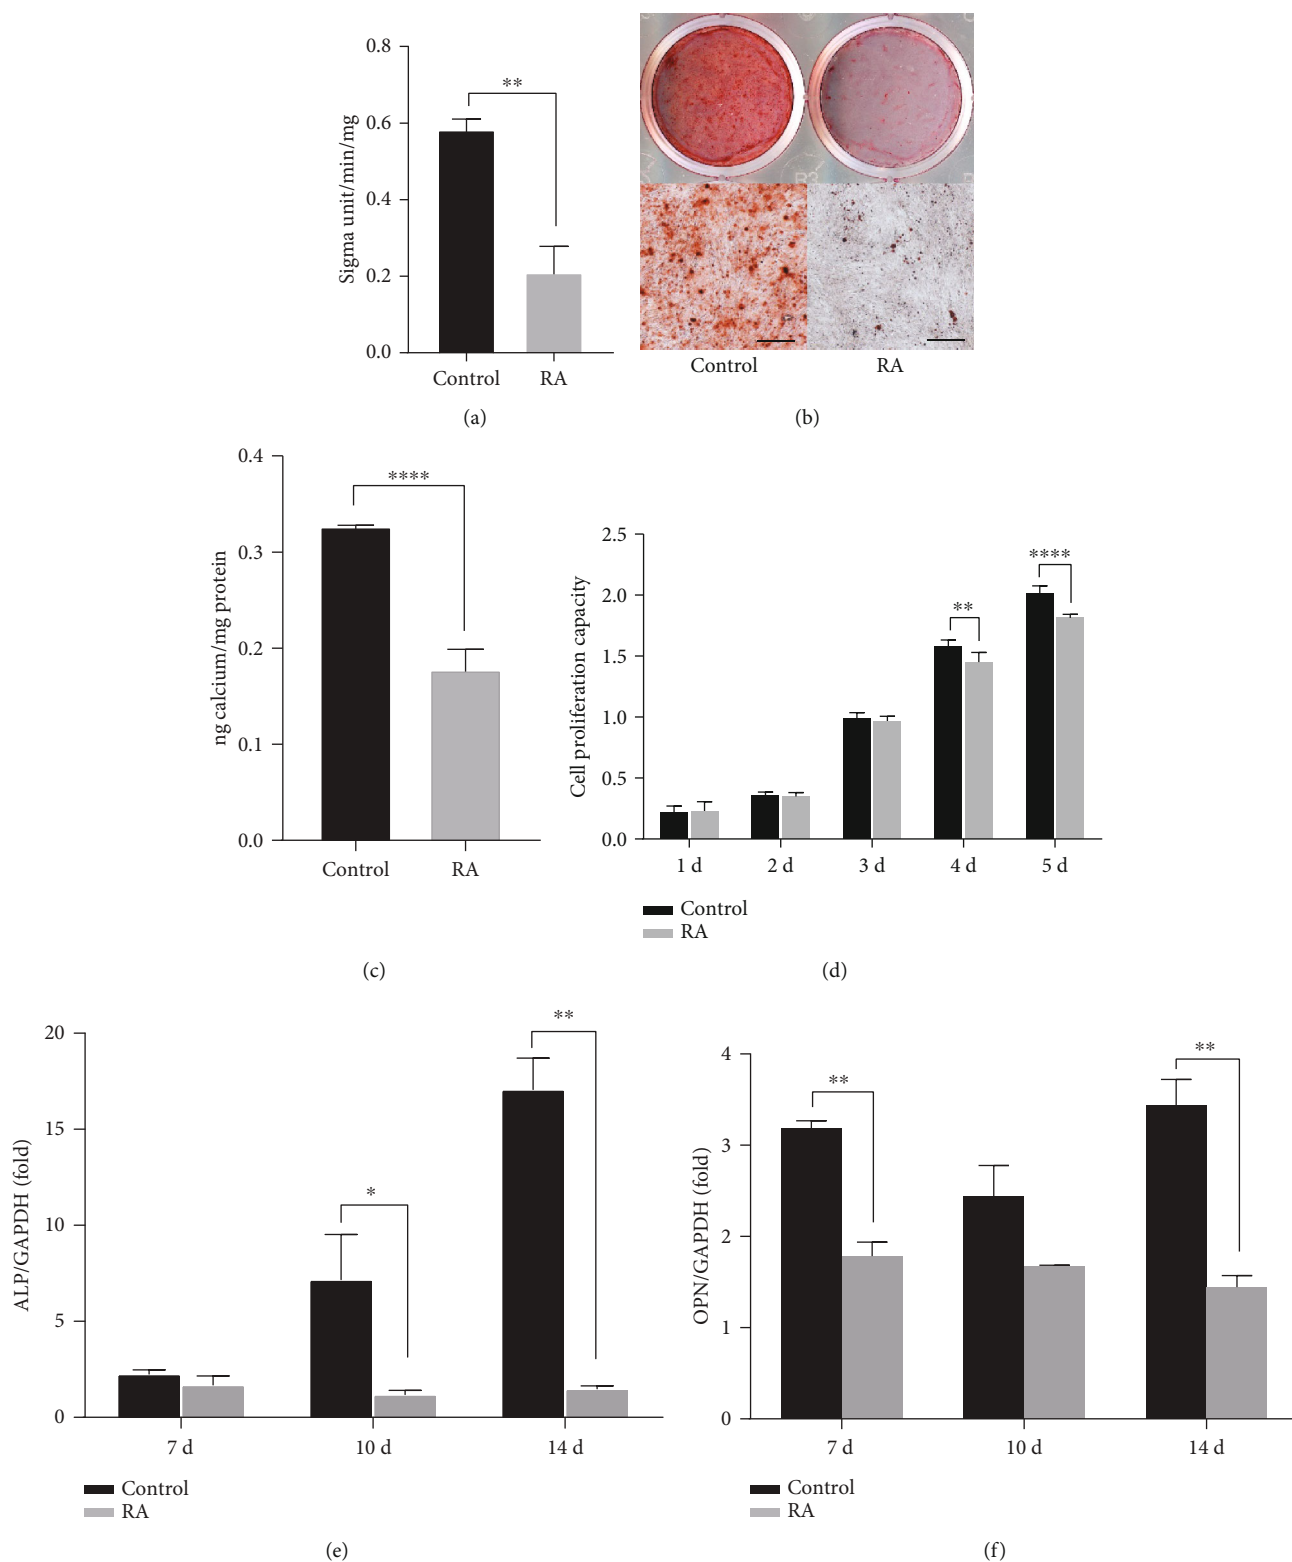 0.8
0.6
0.4
0.2
0.0
Sigma unit/min/mg
**
Control RA
(a)
B3
Control RA
(b)
0.4
0.3
0.2
0.1
0.0
ng calcium/mg protein
****
Control RA
(c)
2.5
2.0
1.5
1.0
0.5
0.0
Cell proliferation capacity
**
****
1 d 2 d 3 d 4 d 5 d
Control
RA
(d)
20
15
10
5
0
ALP/GAPDH (fold)
*
**
7 d 10 d 14 d
Control
RA
(e)
4
3
2
1
0
OPN/GAPDH (fold)
**
**
7 d 10 d 14 d
Control
RA
(f)